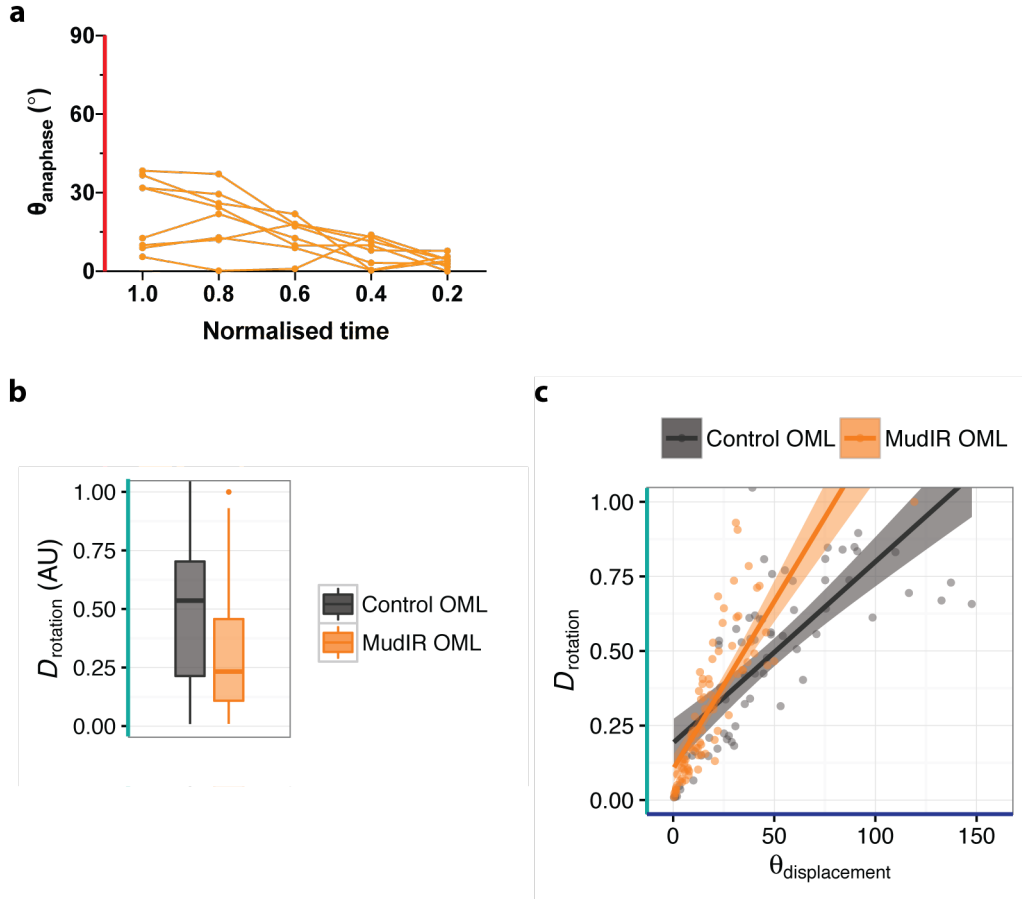 a
90
60
30
0
θanaphase (°)
1.0 0.8 0.6 0.4 0.2
Normalised time
b
1.00
0.75
0.50
0.25
0.00
Drotation (AU)
Control OML
MudIR OML
c
Control OML MudIR OML
1.00
0.75
0.50
0.25
0.00
Drotation
0 50 100 150
θdisplacement